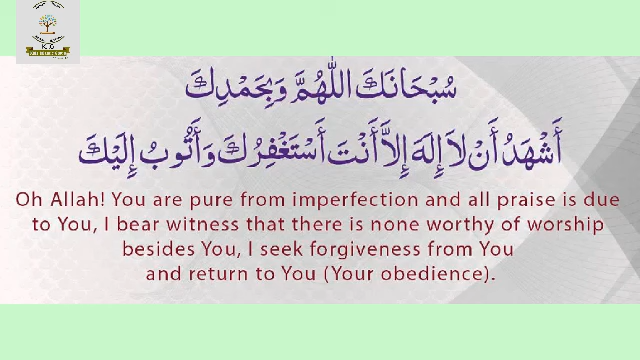 K.G
سُبْحَانَكَ اللَّهُمَّ وَبِحَمْدِكَ
أَشْهَدُ أَنْ لَا إِلَهَ إِلَّا أَنْتَ أَسْتَغْفِرُكَ وَأَتُوبُ إِلَيْكَ
Oh Allah! You are pure from imperfection and all praise is due
to You, I bear witness that there is none worthy of worship
besides You, I seek forgiveness from You
and return to You (Your obedience).